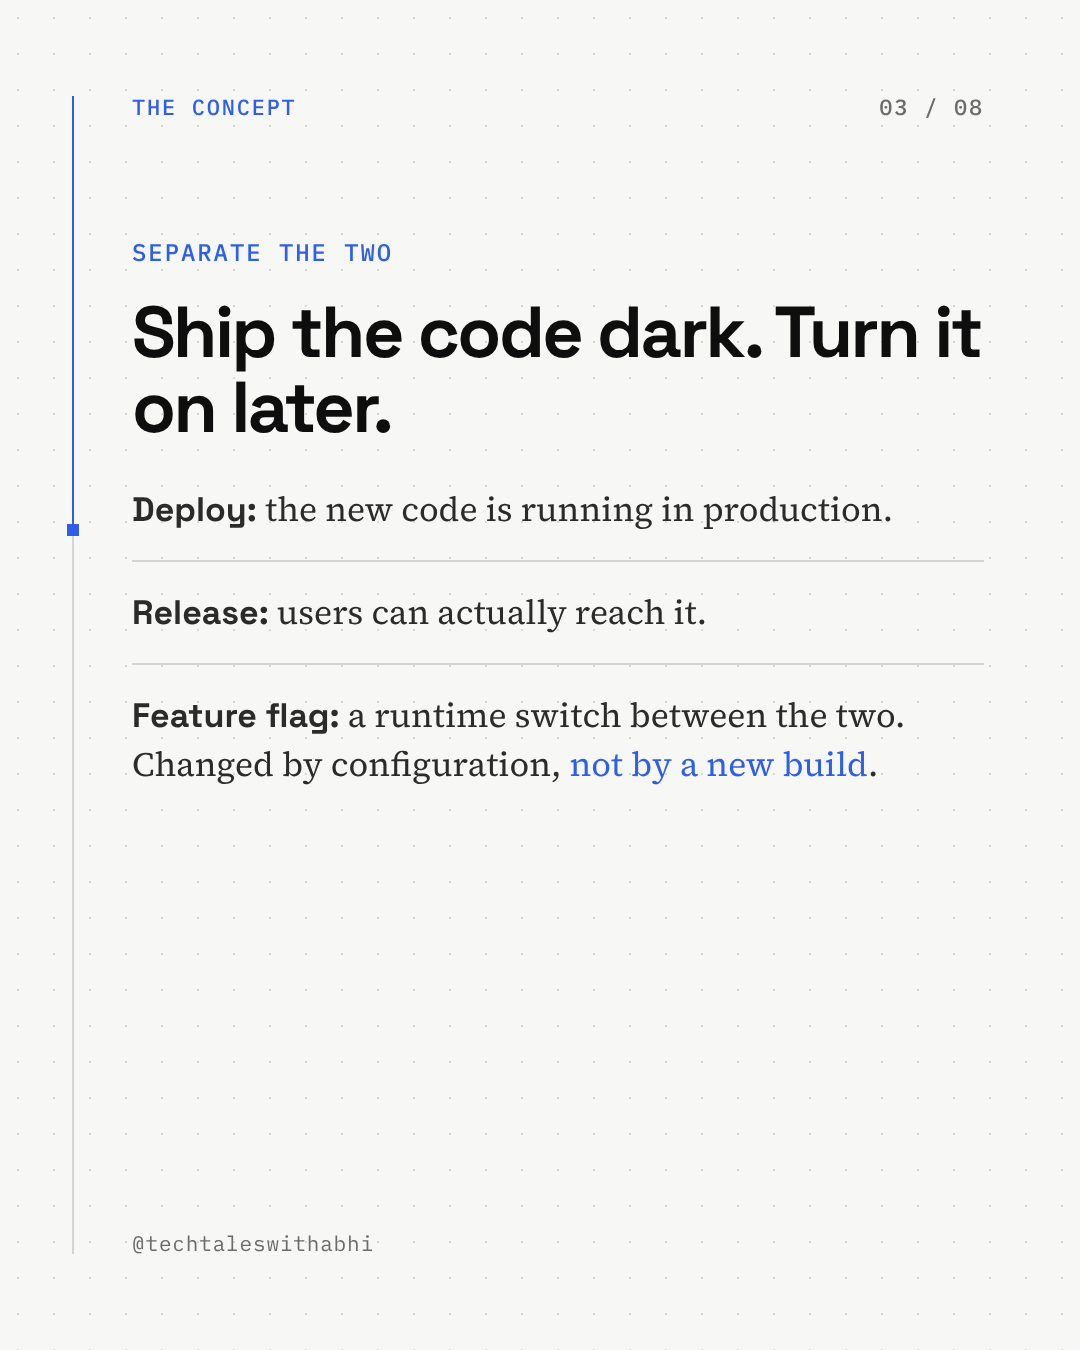 THE CONCEPT
03 / 08
SEPARATE THE TWO
Ship the code dark. Turn it
on later.
Deploy: the new code is running in production.
Release: users can actually reach it.
Feature flag: a runtime switch between the two.
Changed by configuration, not by a new build.
@techtaleswithabhi